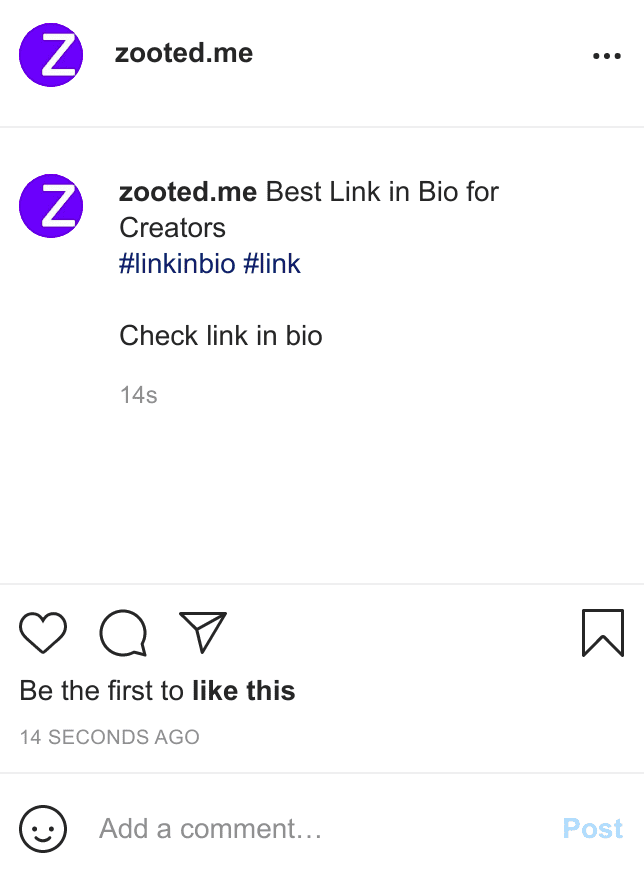 Z zooted.me
Z zooted.me Best Link in Bio for
Creators
#linkinbio #link
Check link in bio
14s
Be the first to like this
14 SECONDS AGO
Add a comment...
Post